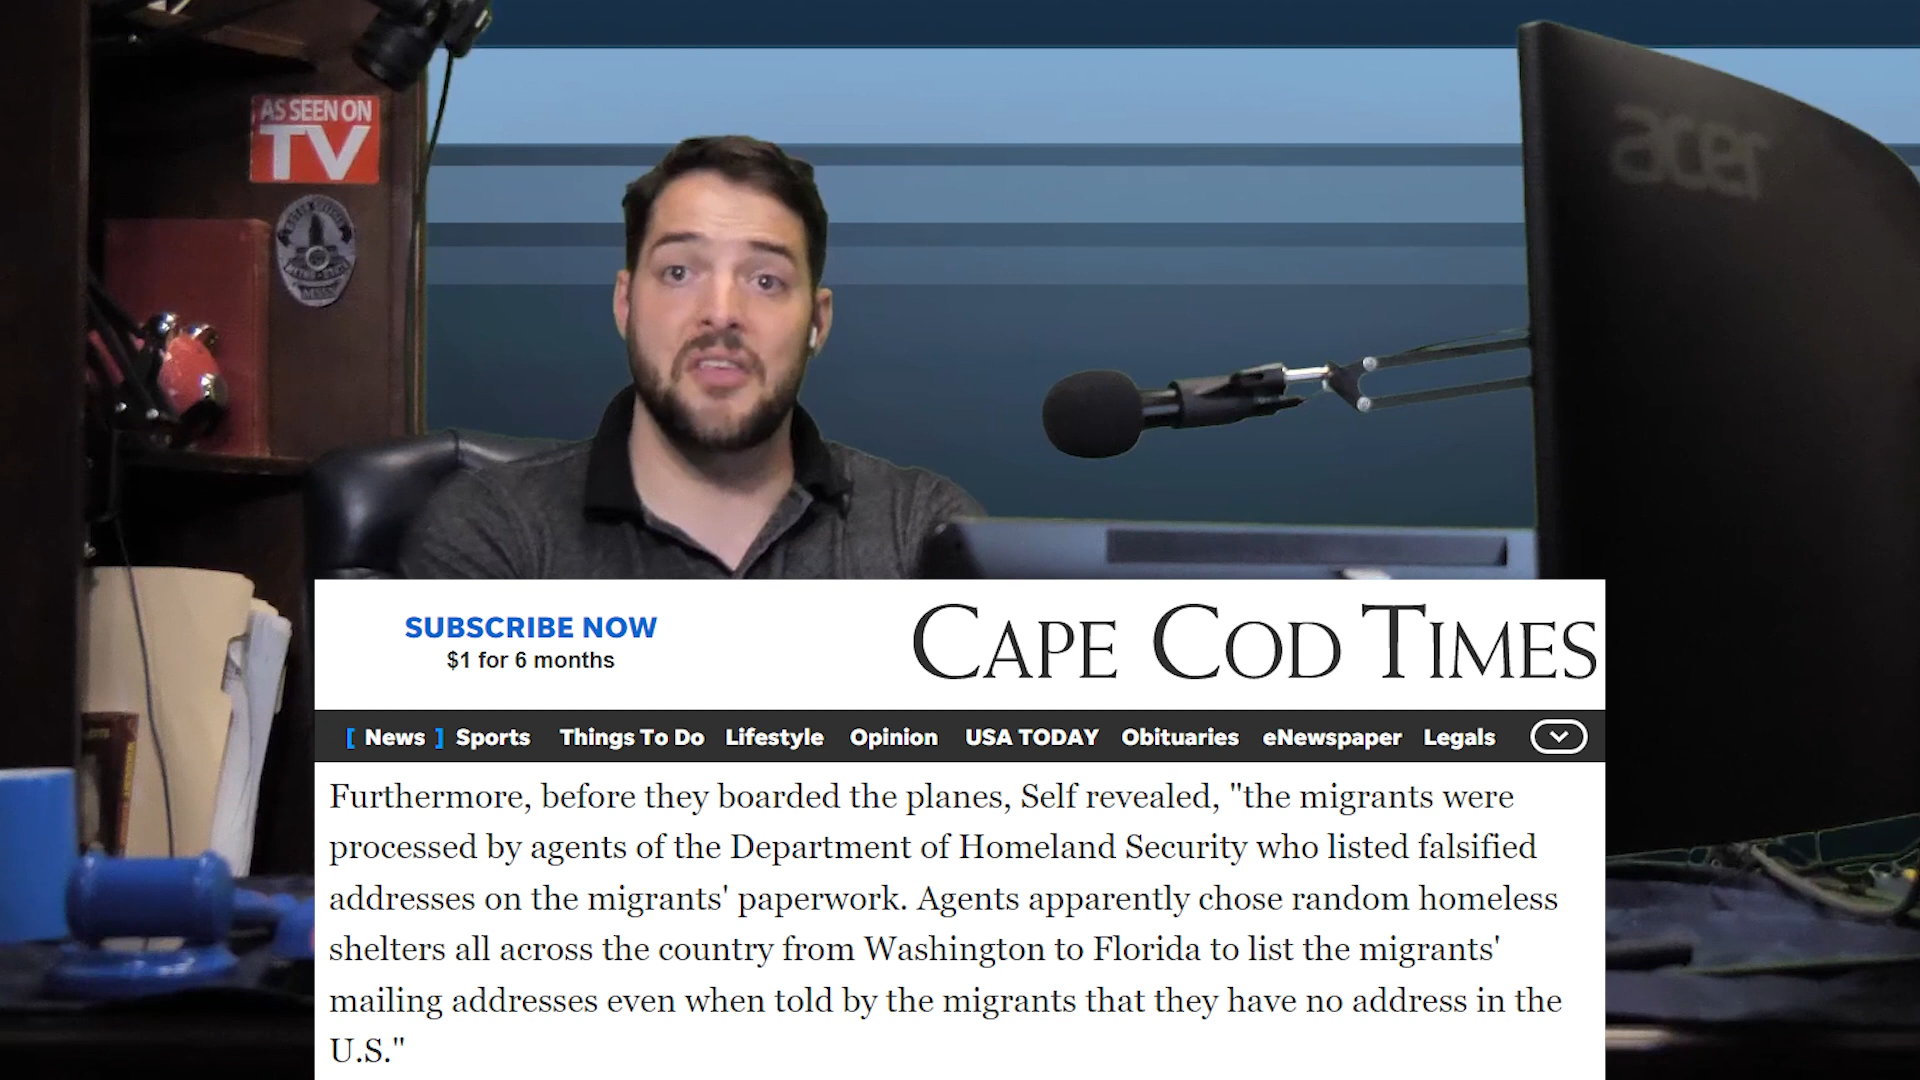 AS SEEN ON
TV
acer
SUBSCRIBE NOW
$1 for 6 months
CAPE COD TIMES
[ News ] Sports Things To Do Lifestyle Opinion USA TODAY Obituaries eNewspaper Legals
Furthermore, before they boarded the planes, Self revealed, "the migrants were
processed by agents of the Department of Homeland Security who listed falsified
addresses on the migrants' paperwork. Agents apparently chose random homeless
shelters all across the country from Washington to Florida to list the migrants'
mailing addresses even when told by the migrants that they have no address in the
U.S."